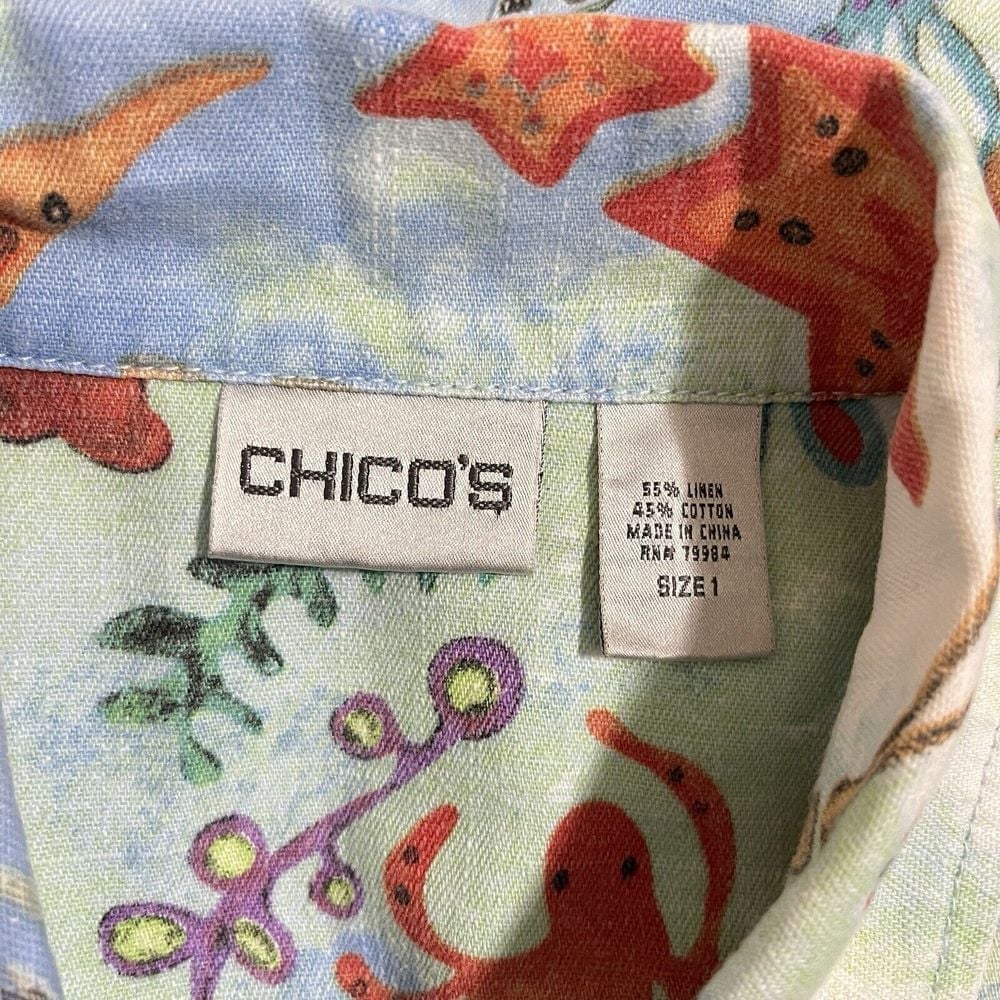 CHICO'S
55% LINEN
45% COTTON
MADE IN CHINA
RN# 79984
SIZE 1